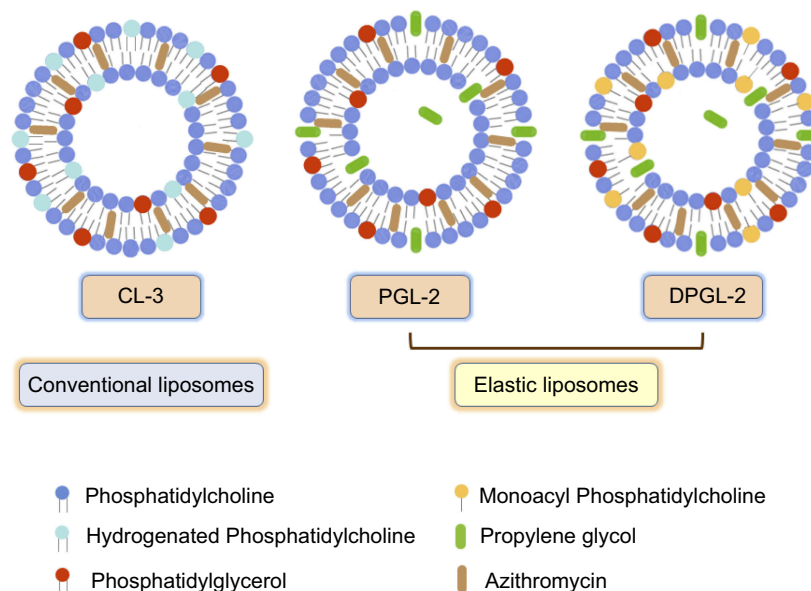 CL-3
PGL-2
DPGL-2
Conventional liposomes
Elastic liposomes
Phosphatidylcholine
Monoacyl Phosphatidylcholine
Hydrogenated Phosphatidylcholine
Propylene glycol
Phosphatidylglycerol
Azithromycin